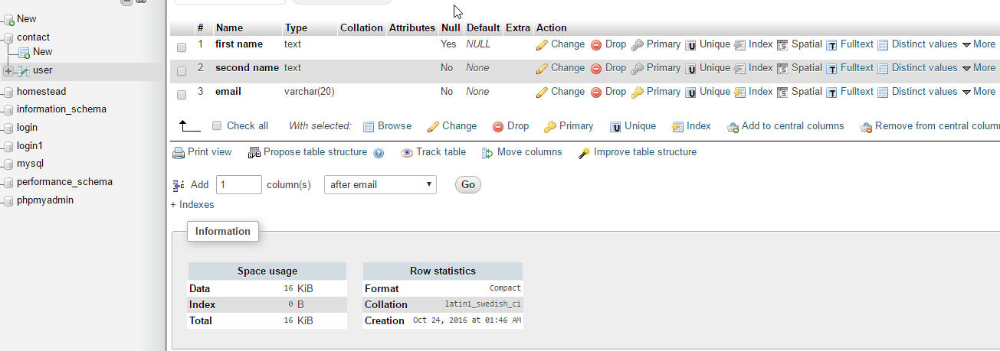 New
contact
New
user
homestead
information_schema
login
login1
mysql
performance_schema
phpmyadmin
# Name Type Collation Attributes Null Default Extra Action
1 first name text Yes NULL Change Drop Primary Unique Index Spatial Fulltext Distinct values More
2 second name text No None Change Drop Primary Unique Index Spatial Fulltext Distinct values More
3 email varchar(20) No None Change Drop Primary Unique Index Spatial Fulltext Distinct values More
Check all With selected: Browse Change Drop Primary Unique Index Add to central columns Remove from central colum
Print view Propose table structure Track table Move columns Improve table structure
Add 1 column(s) after email Go
+ Indexes
Information
Space usage
Data 16 KiB
Index 0 B
Total 16 KiB
Row statistics
Format Compact
Collation latin1_swedish_ci
Creation Oct 24, 2016 at 01:46 AM